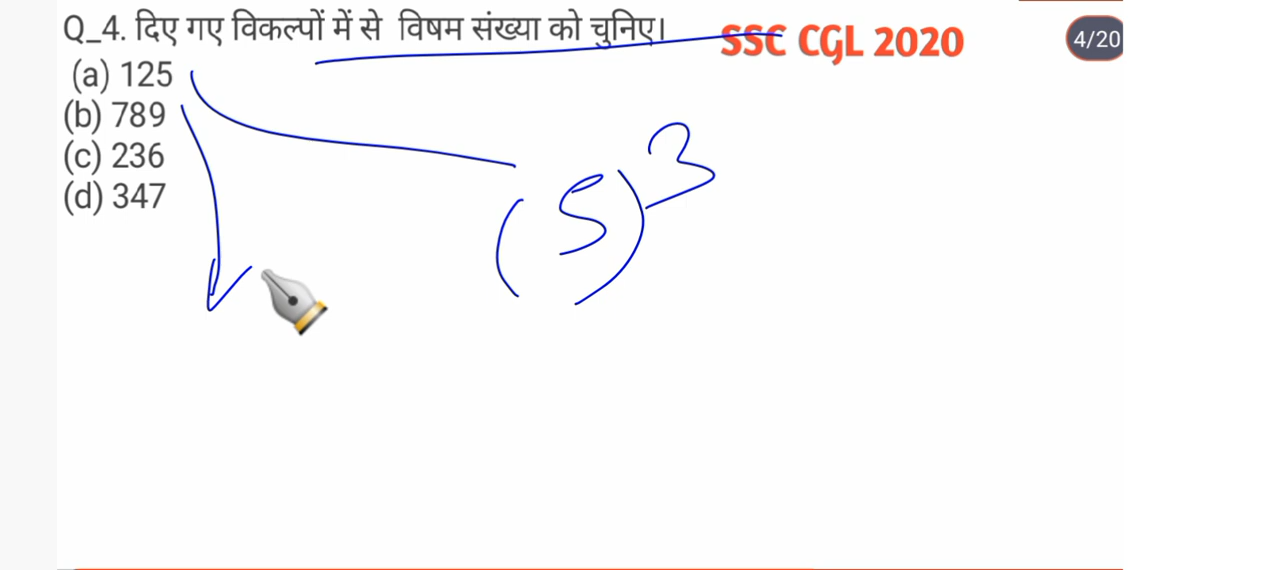 Q_4. दिए गए विकल्पों में से विषम संख्या को चुनिए।
SSC CGL 2020
4/20
(a) 125
(b) 789
(c) 236
(d) 347
(5)³